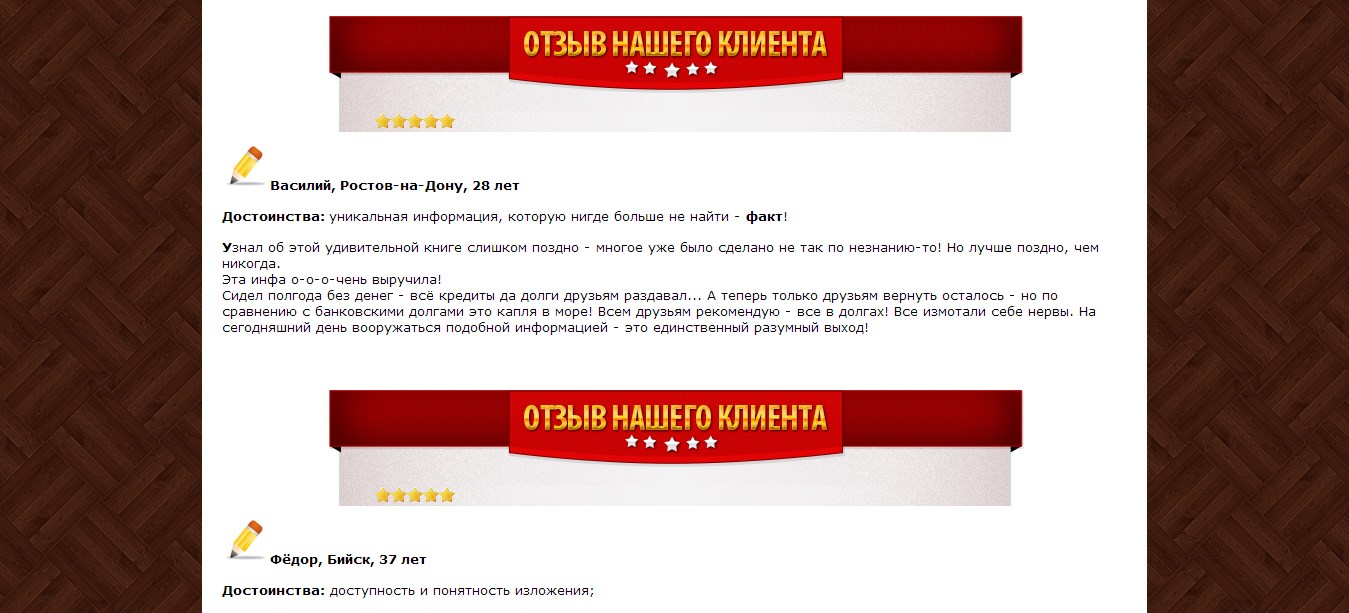 ОТЗЫВ НАШЕГО КЛИЕНТА
Василий, Ростов-на-Дону, 28 лет
Достоинства: уникальная информация, которую нигде больше не найти - факт!
Узнал об этой удивительной книге слишком поздно - многое уже было сделано не так по незнанию-то! Но лучше поздно, чем
никогда.
Эта инфа о-о-о-чень выручила!
Сидел полгода без денег - всё кредиты да долги друзьям раздавал... А теперь только друзьям вернуть осталось - но по
сравнению с банковскими долгами это капля в море! Всем друзьям рекомендую - все в долгах! Все измотали себе нервы. На
сегодняшний день вооружаться подобной информацией - это единственный разумный выход!
ОТЗЫВ НАШЕГО КЛИЕНТА
Фёдор, Бийск, 37 лет
Достоинства: доступность и понятность изложения;